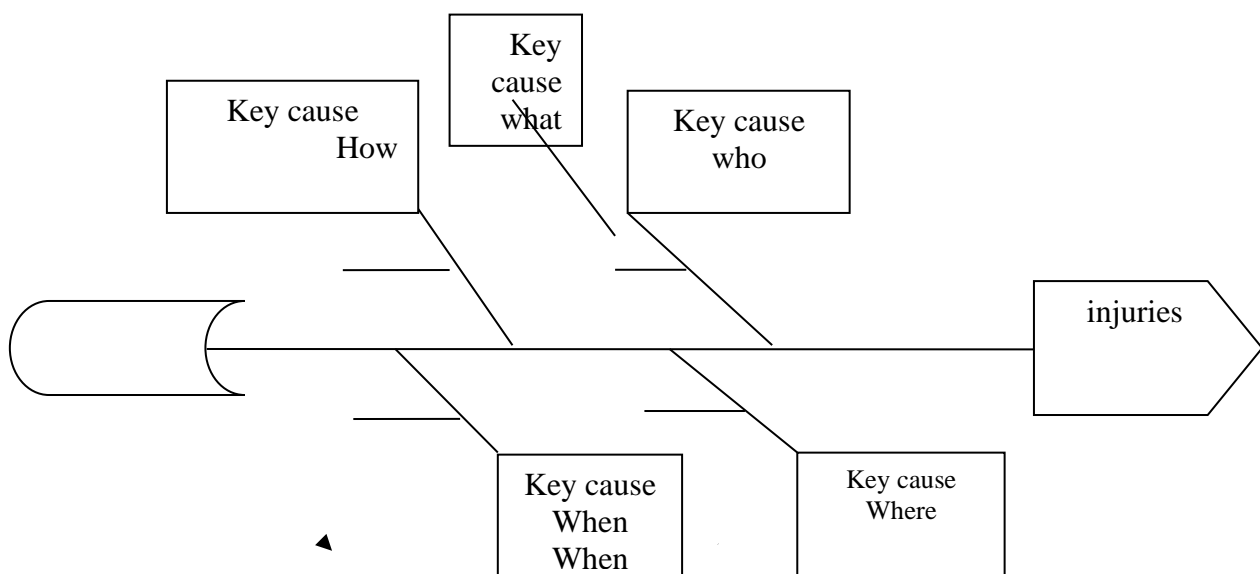 Key
cause
what
Key cause
How
Key cause
who
injuries
Key cause
When
When
Key cause
Where